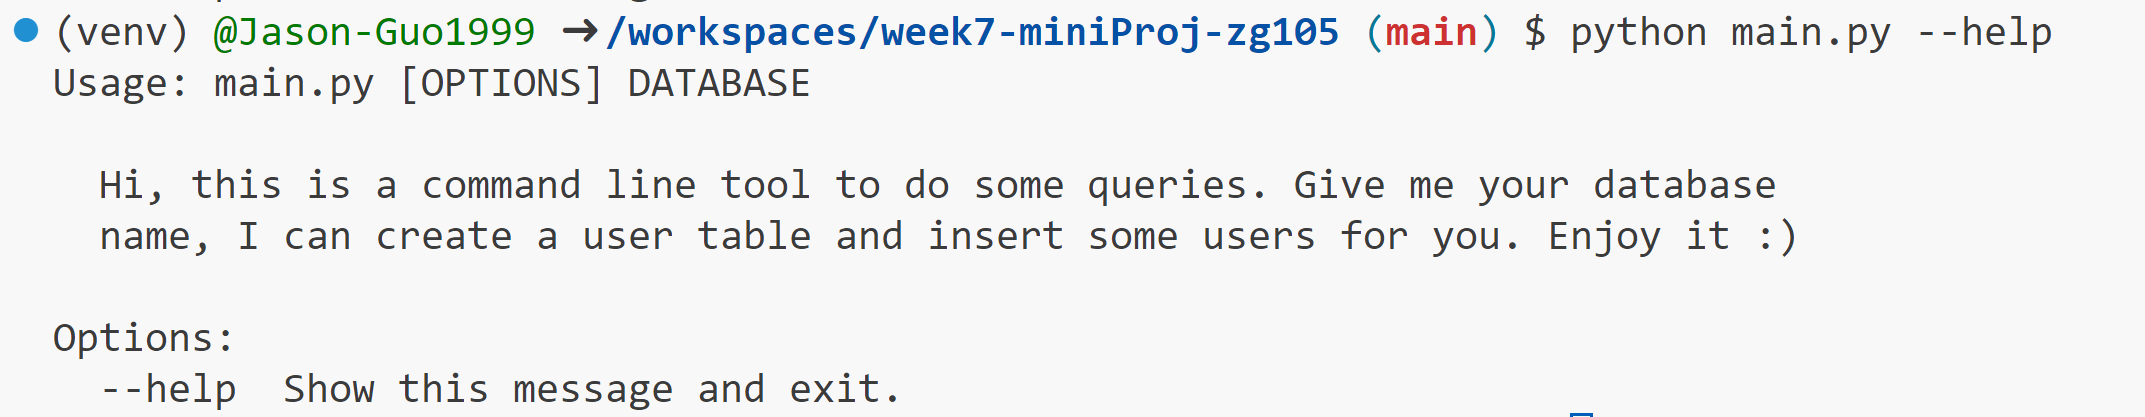 (venv) @Jason-Guo1999 ➜ /workspaces/week7-miniProj-zg105 (main) $ python main.py --help
Usage: main.py [OPTIONS] DATABASE
Hi, this is a command line tool to do some queries. Give me your database
name, I can create a user table and insert some users for you. Enjoy it :)
Options:
--help  Show this message and exit.